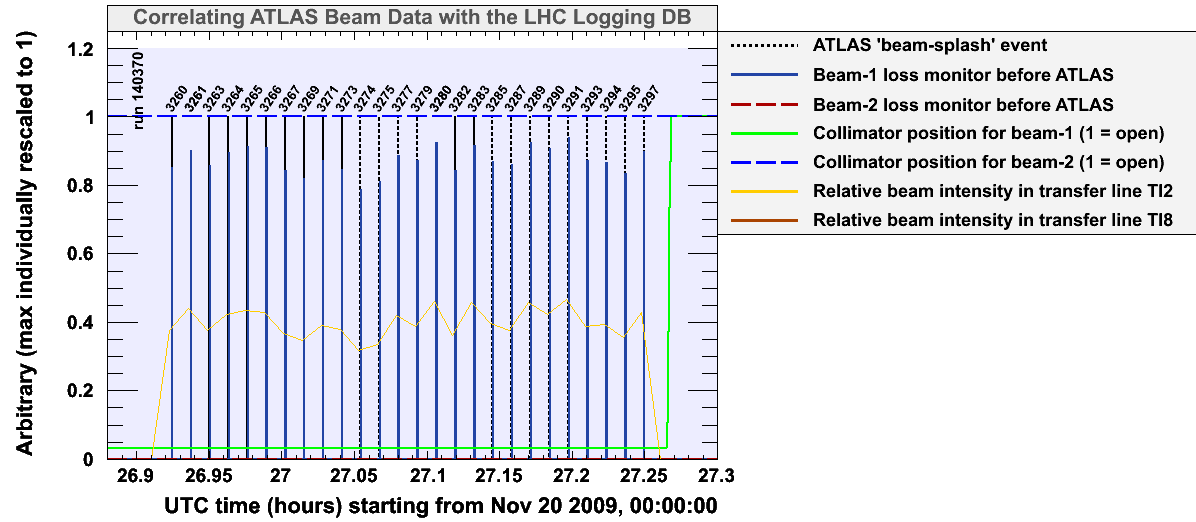 Correlating ATLAS Beam Data with the LHC Logging DB
Arbitrary (max individually rescaled to 1)
1.2
1
0.8
0.6
0.4
0.2
0
run 140370
3260
3261
3263
3264
3265
3266
3267
3269
3271
3273
3274
3275
3277
3279
3280
3282
3283
3285
3287
3289
3290
3291
3293
3294
3295
3297
26.9 26.95 27 27.05 27.1 27.15 27.2 27.25 27.3
UTC time (hours) starting from Nov 20 2009, 00:00:00
ATLAS 'beam-splash' event
Beam-1 loss monitor before ATLAS
Beam-2 loss monitor before ATLAS
Collimator position for beam-1 (1 = open)
Collimator position for beam-2 (1 = open)
Relative beam intensity in transfer line TI2
Relative beam intensity in transfer line TI8